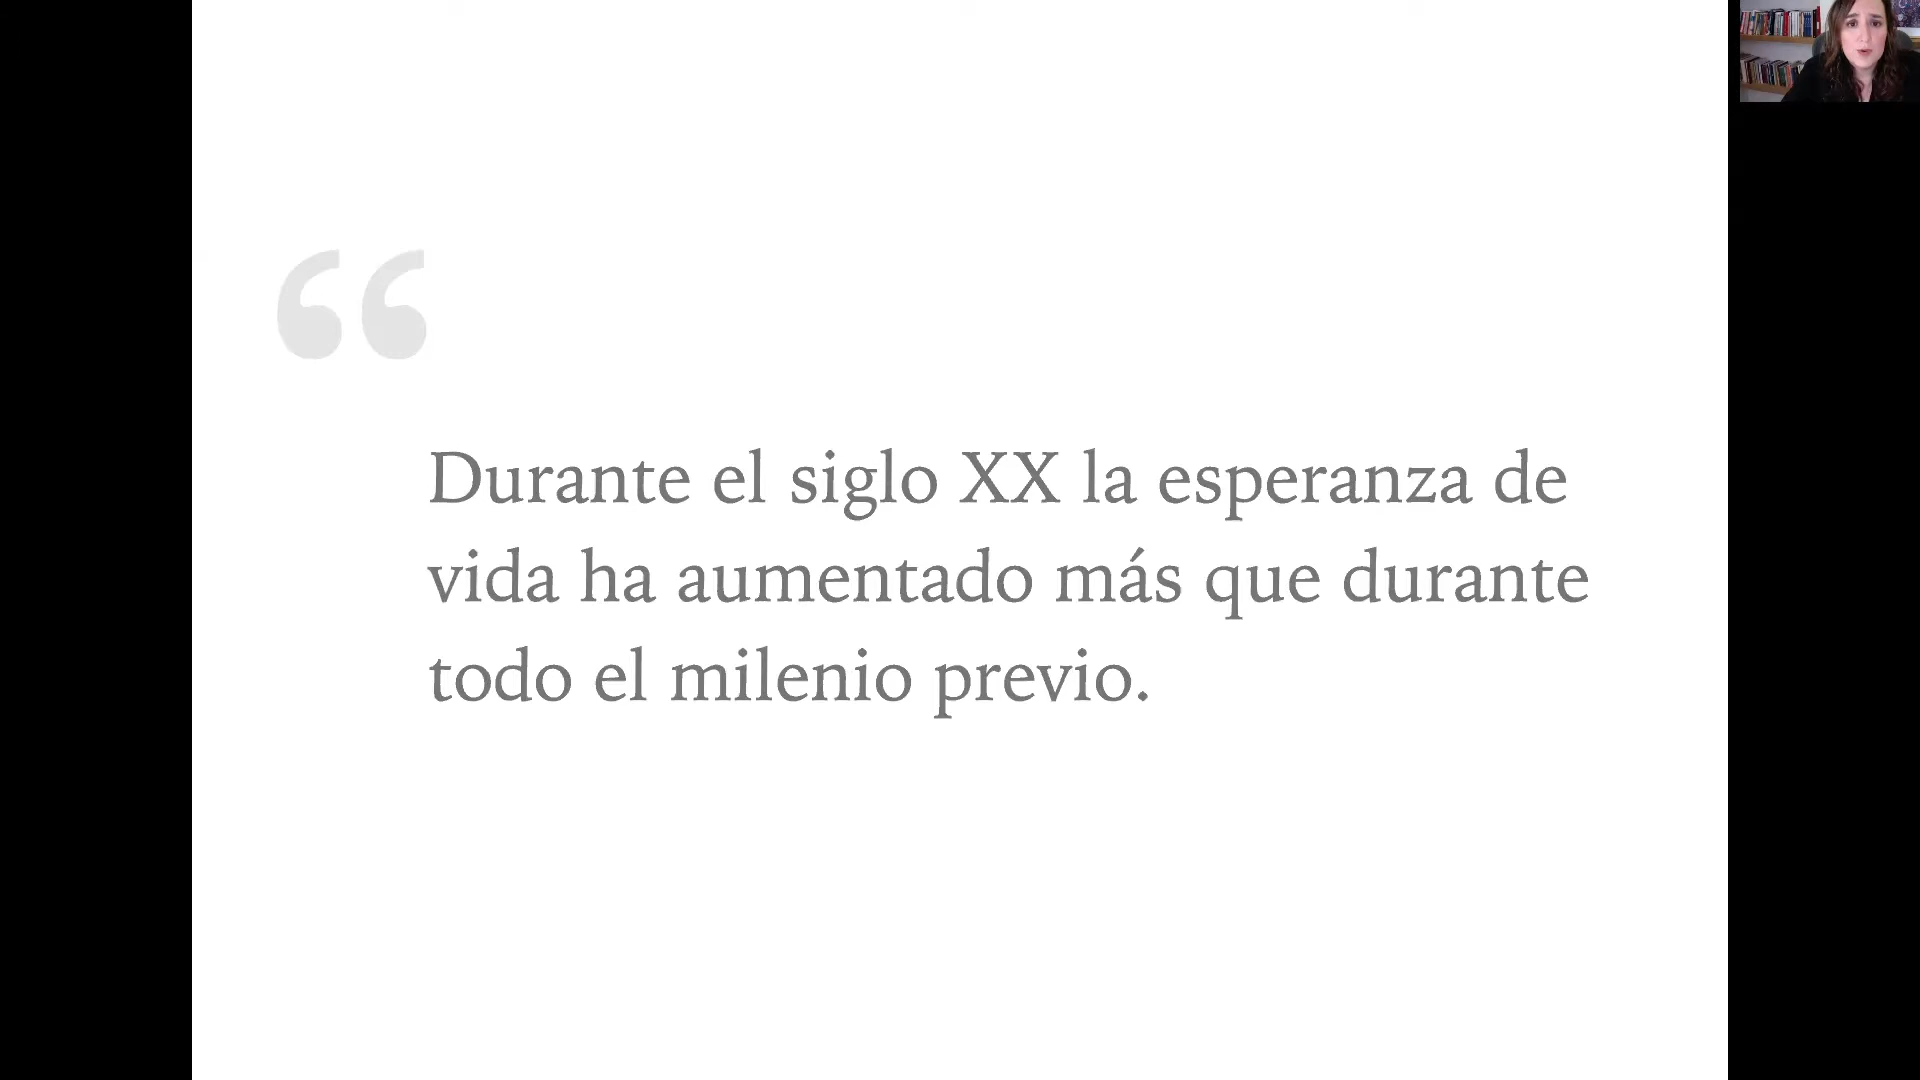 “
Durante el siglo XX la esperanza de
vida ha aumentado más que durante
todo el milenio previo.